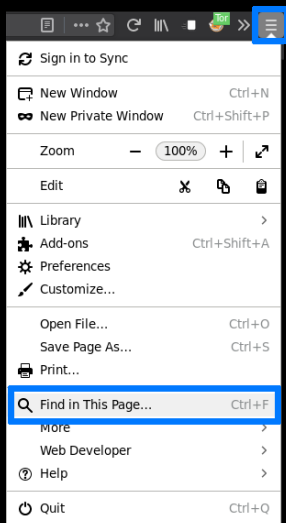 Tor
Sign in to Sync
New Window Ctrl+N
New Private Window Ctrl+Shift+P
Zoom 100%
Edit
Library
Add-ons Ctrl+Shift+A
Preferences
Customize...
Open File... Ctrl+O
Save Page As... Ctrl+S
Print...
Find in This Page... Ctrl+F
More
Web Developer
Help
Quit Ctrl+Q